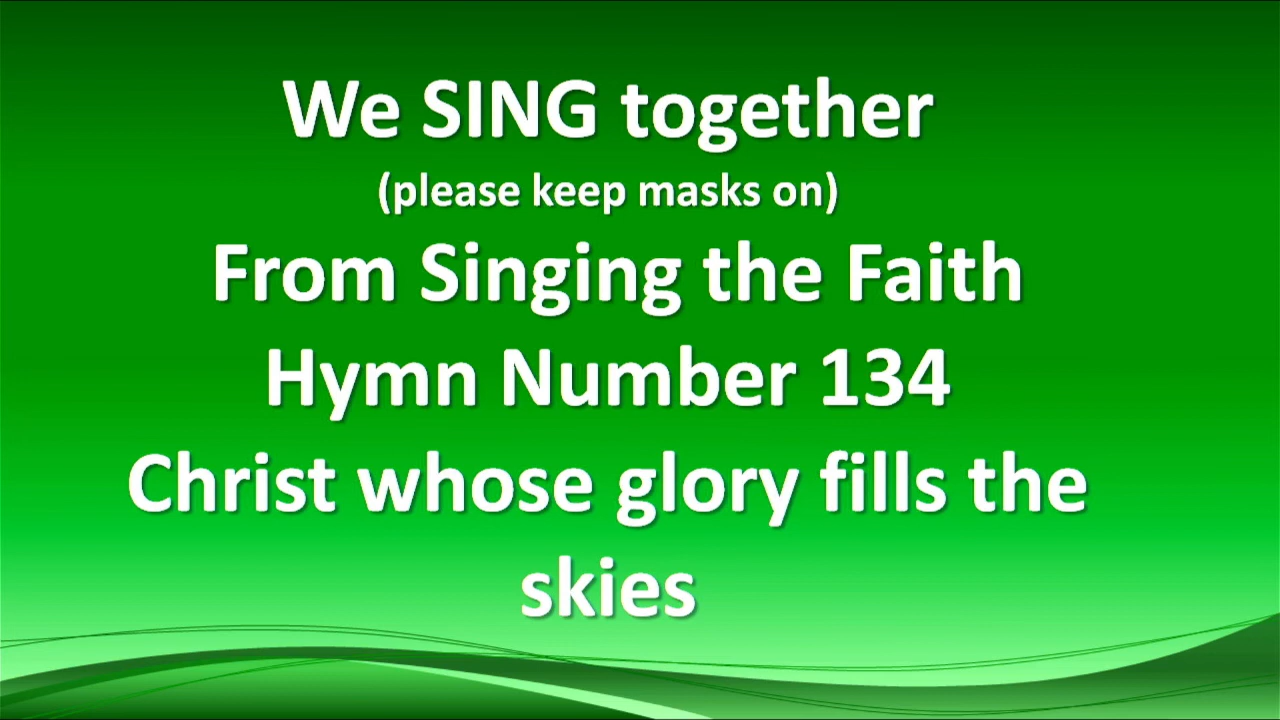 We SING together
(please keep masks on)
From Singing the Faith
Hymn Number 134
Christ whose glory fills the
skies